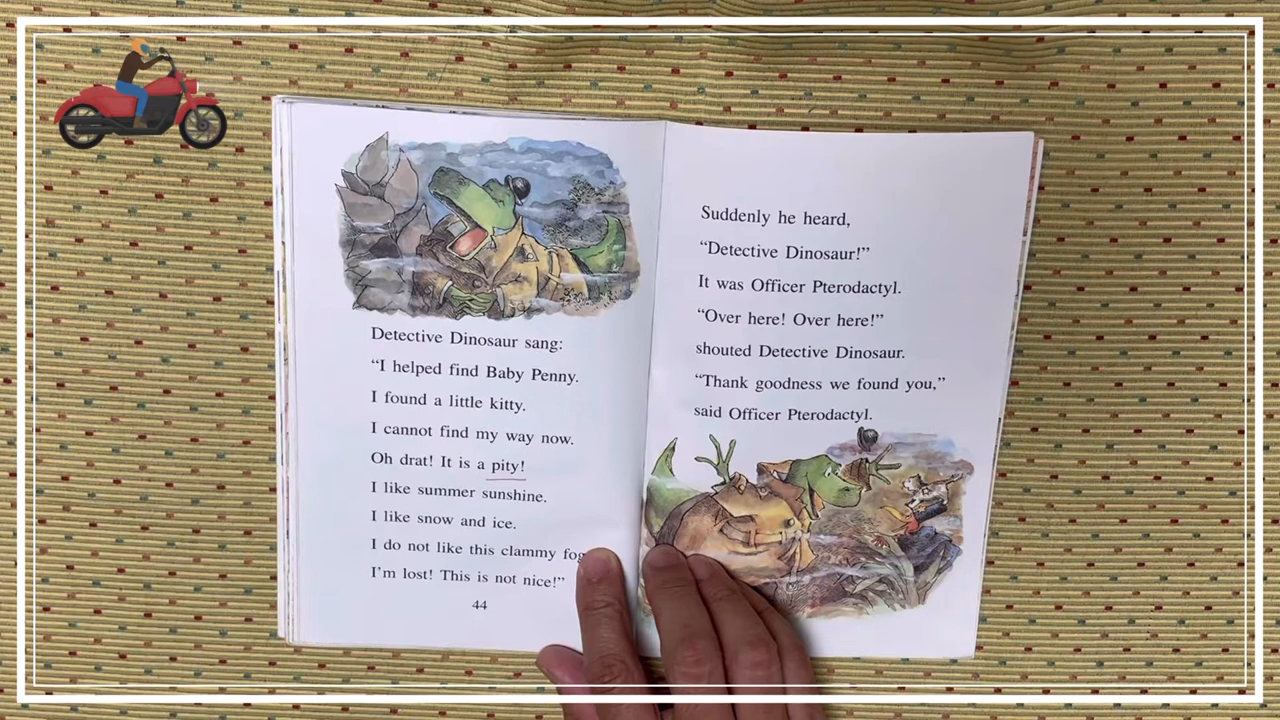 Detective Dinosaur sang:
“I helped find Baby Penny.
I found a little kitty.
I cannot find my way now.
Oh drat! It is a pity!
I like summer sunshine.
I like snow and ice.
I do not like this clammy fog
I’m lost! This is not nice!”
44
Suddenly he heard,
“Detective Dinosaur!”
It was Officer Pterodactyl.
“Over here! Over here!”
shouted Detective Dinosaur.
“Thank goodness we found you,”
said Officer Pterodactyl.